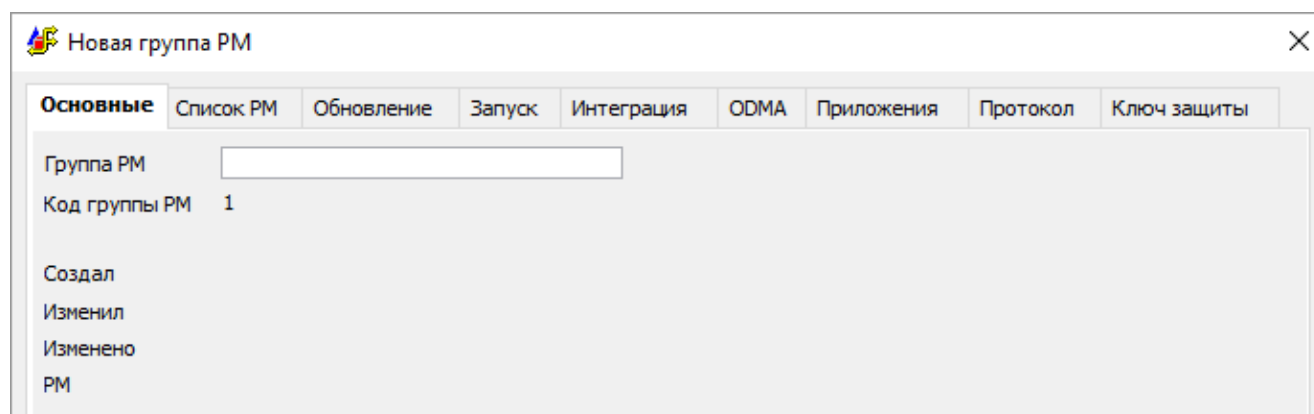 Новая группа РМ
Основные Список РМ Обновление Запуск Интеграция ODMA Приложения Протокол Ключ защиты
Группа РМ
Код группы РМ 1
Создал
Изменил
Изменено
РМ